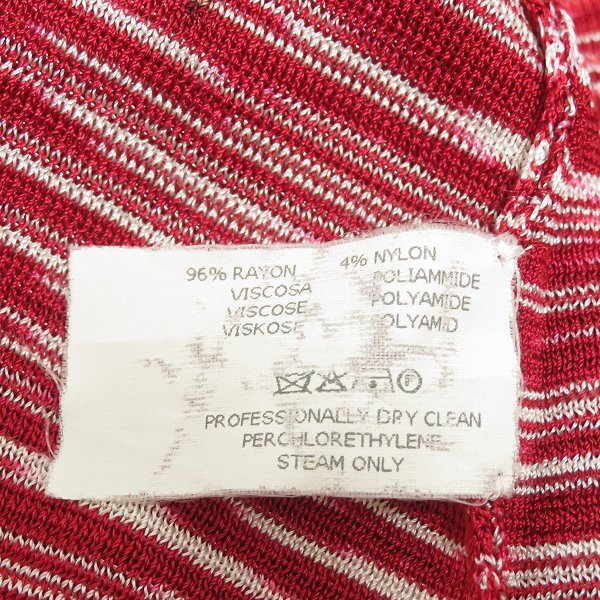 96% RAYON 4% NYLON
VISCOSA POLIAMMIDE
VISCOSE POLYAMIDE
VISKOSE POLYAMID
F
PROFESSIONALLY DRY CLEAN
PERCHLORETHYLENE
STEAM ONLY